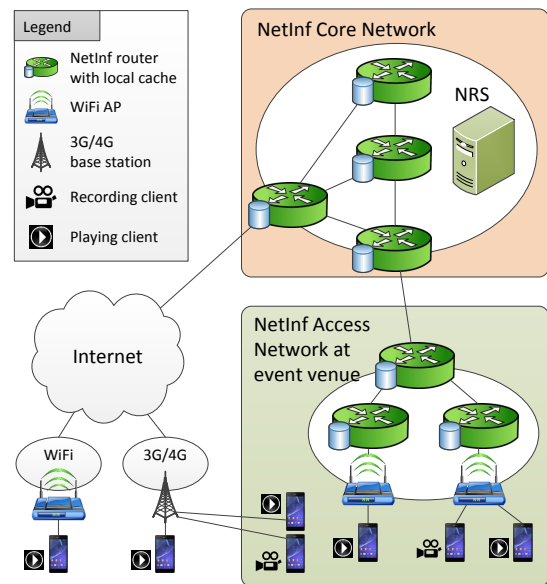 Legend
NetInf router
with local cache
WiFi AP
3G/4G
base station
Recording client
Playing client
NetInf Core Network
NRS
Internet
WiFi
3G/4G
NetInf Access
Network at
event venue